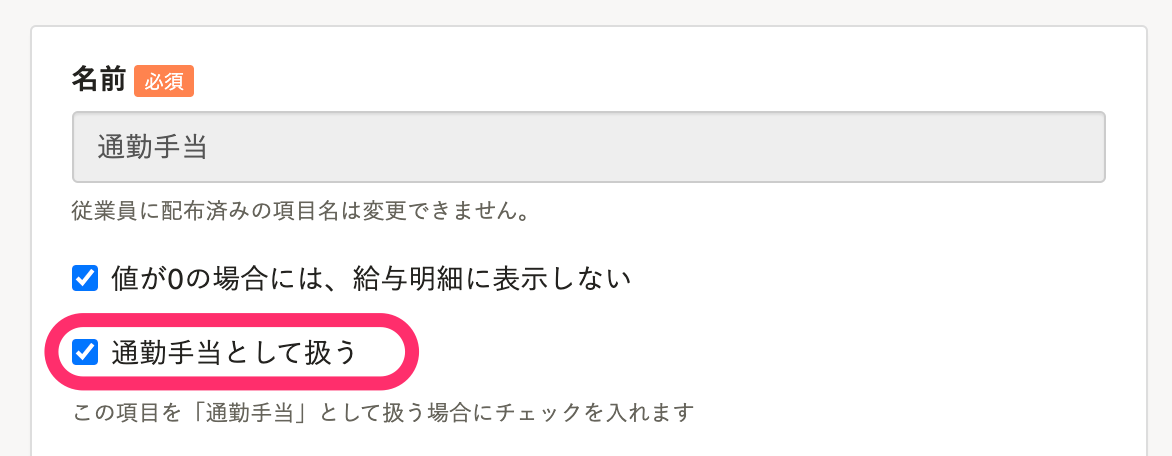 名前 必須
通勤手当
従業員に配布済みの項目名は変更できません。
値が0の場合には、給与明細に表示しない
通勤手当として扱う
この項目を「通勤手当」として扱う場合にチェックを入れます